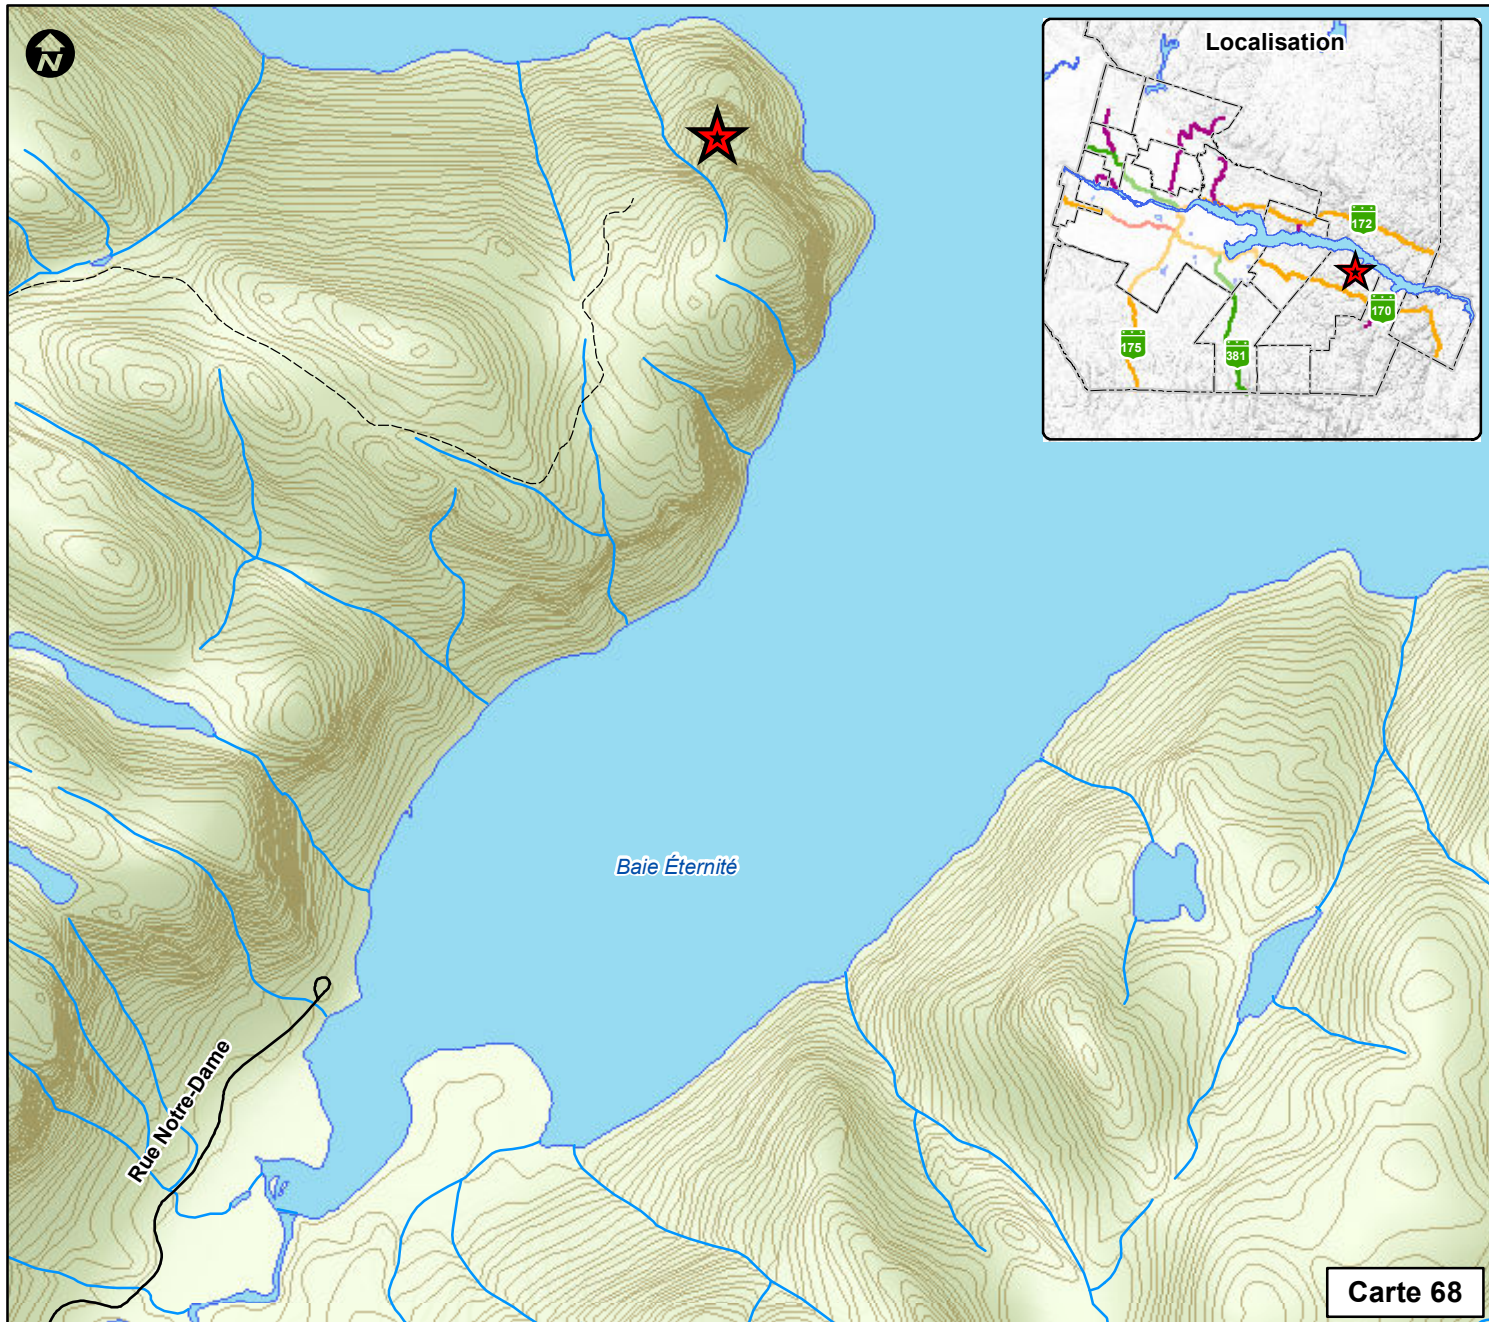 N
Localisation
172
170
175
381
Baie Éternité
Rue Notre-Dame
Carte 68